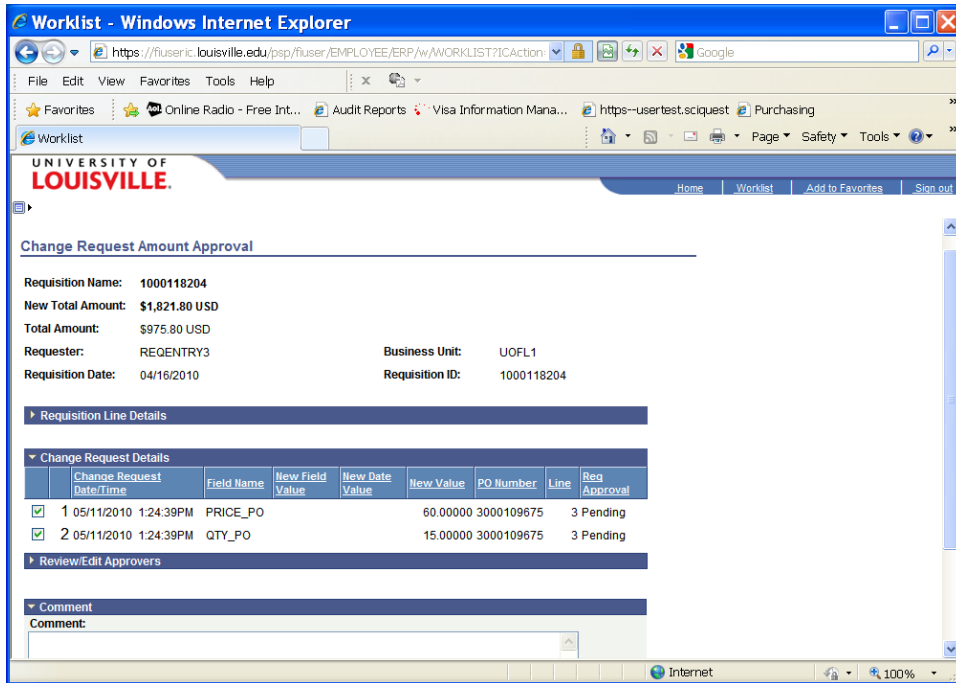 Worklist - Windows Internet Explorer
https://fiuseric.louisville.edu/psp/fiuser/EMPLOYEE/ERP/w/WORKLIST?ICAction:
Google
File Edit View Favorites Tools Help
Favorites Online Radio - Free Int... Audit Reports Visa Information Mana... https--usertest.sciquest Purchasing
Worklist Page Safety Tools
UNIVERSITY OF
LOUISVILLE.
Home Worklist Add to Favorites Sign out
Change Request Amount Approval
Requisition Name: 1000118204
New Total Amount: $1,821.80 USD
Total Amount: $975.80 USD
Requester: REQENTRY3 Business Unit: UOFL1
Requisition Date: 04/16/2010 Requisition ID: 1000118204
Requisition Line Details
Change Request Details
Change Request Date/Time Field Name New Field Value New Date Value New Value PO Number Line Req Approval
1 05/11/2010 1:24:39PM PRICE_PO 60.00000 3000109675 3 Pending
2 05/11/2010 1:24:39PM QTY_PO 15.00000 3000109675 3 Pending
Review/Edit Approvers
Comment
Comment:
Internet 100%